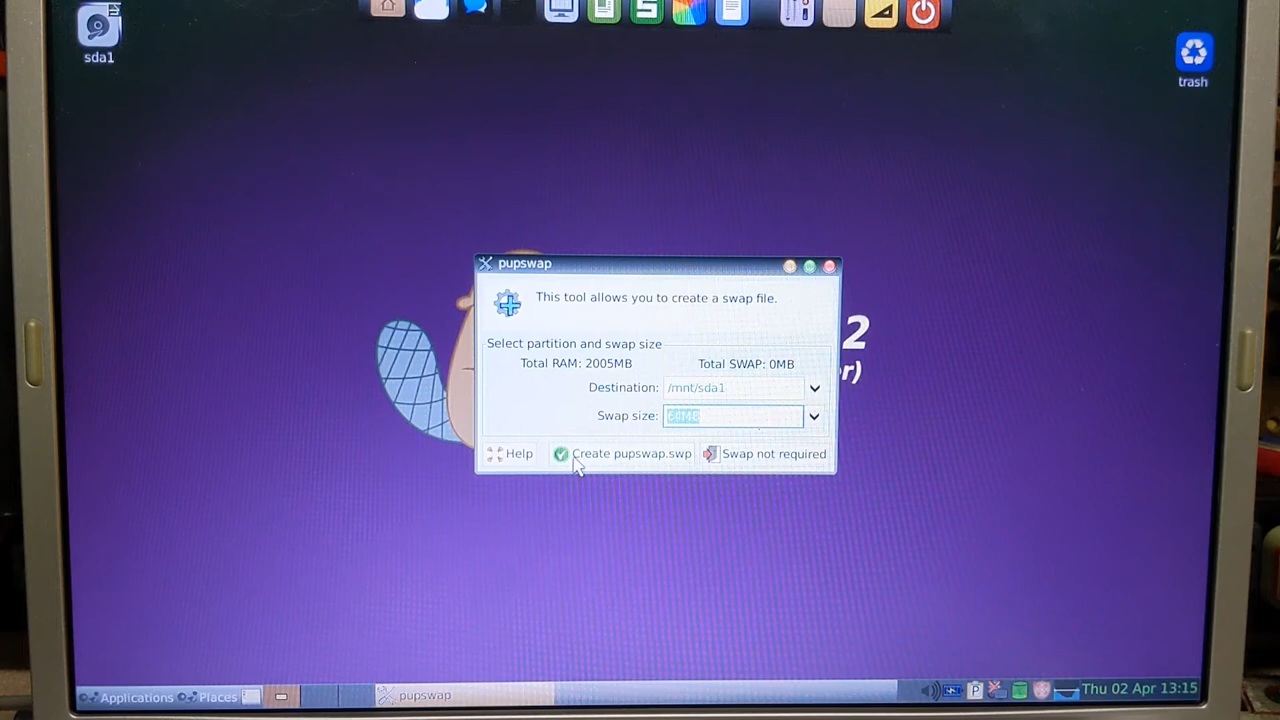 sda1
trash
pupswap
This tool allows you to create a swap file.
Select partition and swap size
Total RAM: 2005MB Total SWAP: 0MB
Destination: /mnt/sda1
Swap size: 64MB
Help Create pupswap.swp Swap not required
2
r)
Applications Places pupswap P Thu 02 Apr 13:15